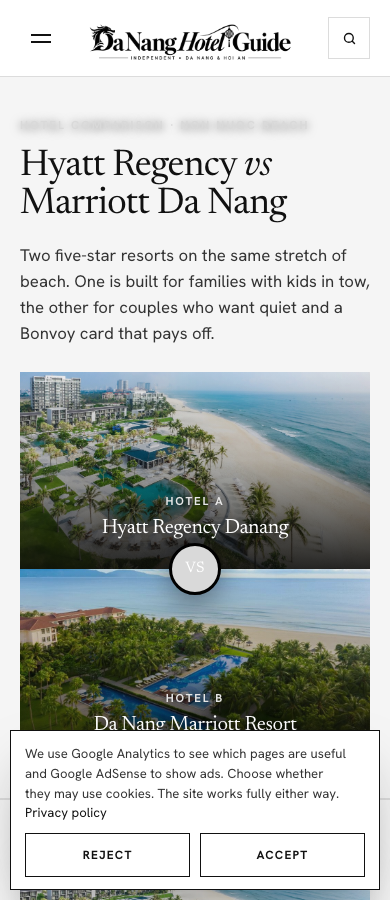 Da Nang Hotel Guide
INDEPENDENT • DA NANG & HOI AN
Hyatt Regency vs
Marriott Da Nang
Two five-star resorts on the same stretch of
beach. One is built for families with kids in tow,
the other for couples who want quiet and a
Bonvoy card that pays off.
HOTEL A
Hyatt Regency Danang
VS
HOTEL B
Da Nang Marriott Resort
We use Google Analytics to see which pages are useful
and Google AdSense to show ads. Choose whether
they may use cookies. The site works fully either way.
Privacy policy
REJECT
ACCEPT